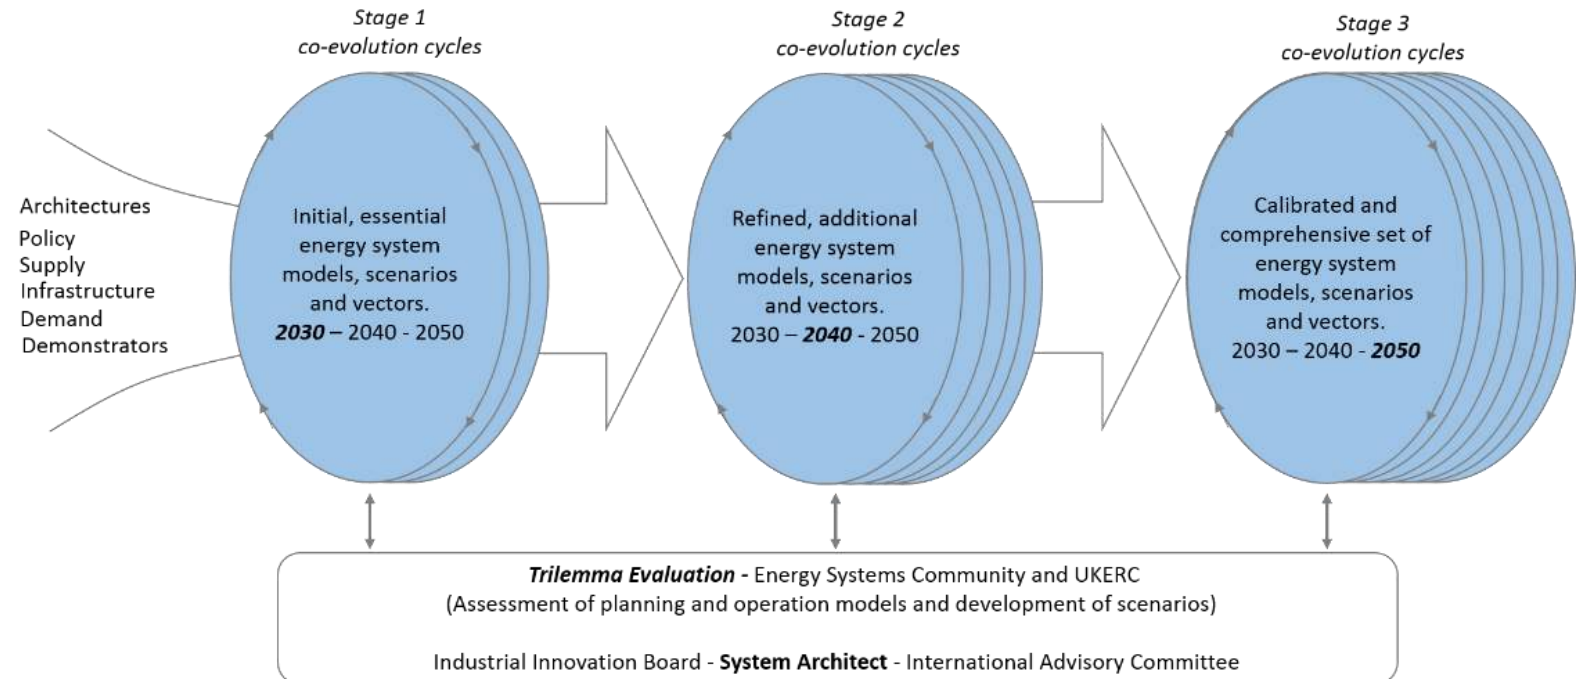 Stage 1
co-evolution cycles
Stage 2
co-evolution cycles
Stage 3
co-evolution cycles
Architectures
Policy
Supply
Infrastructure
Demand
Demonstrators
Initial, essential
energy system
models, scenarios
and vectors.
2030 – 2040 - 2050
Refined, additional
energy system
models, scenarios
and vectors.
2030 – 2040 - 2050
Calibrated and
comprehensive set of
energy system
models, scenarios
and vectors.
2030 – 2040 - 2050
Trilemma Evaluation - Energy Systems Community and UKERC
(Assessment of planning and operation models and development of scenarios)
Industrial Innovation Board - System Architect - International Advisory Committee